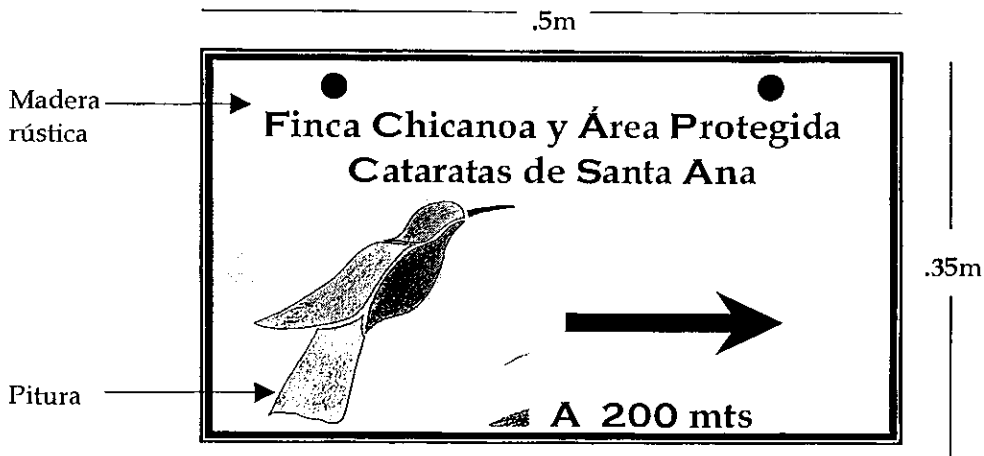 .5m
Madera
rústica
Finca Chicanoa y Área Protegida
Cataratas de Santa Ana
.35m
Pitura
A 200 mts